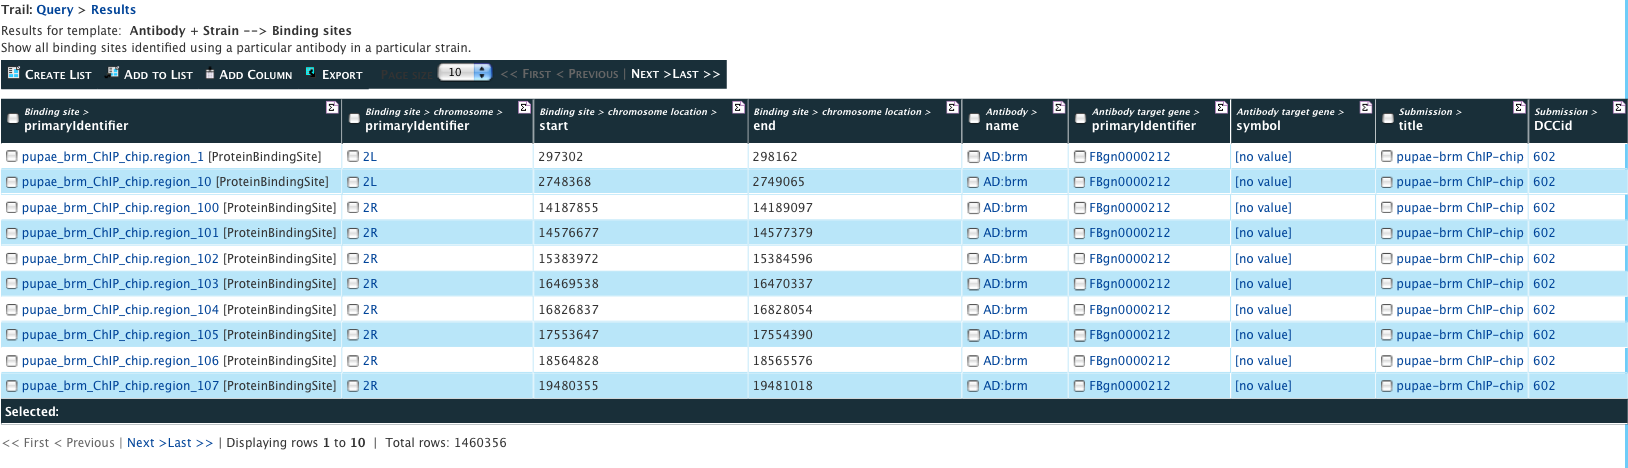 Trail: Query > Results
Results for template: Antibody + Strain --> Binding sites
Show all binding sites identified using a particular antibody in a particular strain.
CREATE LIST ADD TO LIST ADD COLUMN EXPORT PAGE SIZE 10 << FIRST < PREVIOUS | NEXT >LAST >>
Binding site > Binding site > chromosome > Binding site > chromosome location > Binding site > chromosome location > Antibody > Antibody target gene > Antibody target gene > Submission > Submission >
primaryIdentifier primaryIdentifier start end name primaryIdentifier symbol title DCCid
pupae_brm_ChIP_chip.region_1 [ProteinBindingSite] 2L 297302 298162 AD:brm FBgn0000212 [no value] pupae-brm ChIP-chip 602
pupae_brm_ChIP_chip.region_10 [ProteinBindingSite] 2L 2748368 2749065 AD:brm FBgn0000212 [no value] pupae-brm ChIP-chip 602
pupae_brm_ChIP_chip.region_100 [ProteinBindingSite] 2R 14187855 14189097 AD:brm FBgn0000212 [no value] pupae-brm ChIP-chip 602
pupae_brm_ChIP_chip.region_101 [ProteinBindingSite] 2R 14576677 14577379 AD:brm FBgn0000212 [no value] pupae-brm ChIP-chip 602
pupae_brm_ChIP_chip.region_102 [ProteinBindingSite] 2R 15383972 15384596 AD:brm FBgn0000212 [no value] pupae-brm ChIP-chip 602
pupae_brm_ChIP_chip.region_103 [ProteinBindingSite] 2R 16469538 16470337 AD:brm FBgn0000212 [no value] pupae-brm ChIP-chip 602
pupae_brm_ChIP_chip.region_104 [ProteinBindingSite] 2R 16826837 16828054 AD:brm FBgn0000212 [no value] pupae-brm ChIP-chip 602
pupae_brm_ChIP_chip.region_105 [ProteinBindingSite] 2R 17553647 17554390 AD:brm FBgn0000212 [no value] pupae-brm ChIP-chip 602
pupae_brm_ChIP_chip.region_106 [ProteinBindingSite] 2R 18564828 18565576 AD:brm FBgn0000212 [no value] pupae-brm ChIP-chip 602
pupae_brm_ChIP_chip.region_107 [ProteinBindingSite] 2R 19480355 19481018 AD:brm FBgn0000212 [no value] pupae-brm ChIP-chip 602
Selected:
<< First < Previous | Next >Last >> | Displaying rows 1 to 10 | Total rows: 1460356